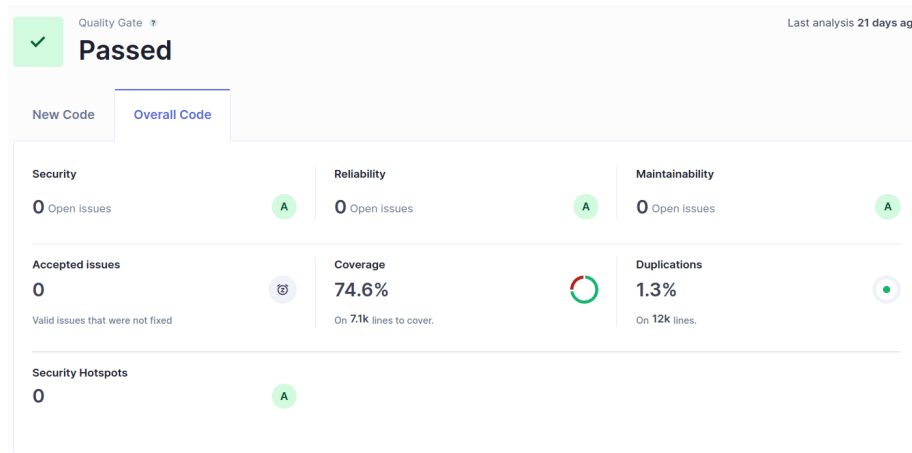 Quality Gate ?
Passed
Last analysis 21 days ag
New Code
Overall Code
Security
0 Open issues
A
Reliability
0 Open issues
A
Maintainability
0 Open issues
A
Accepted issues
0
Valid issues that were not fixed
Coverage
74.6%
On 7.1k lines to cover.
Duplications
1.3%
On 12k lines.
Security Hotspots
0
A